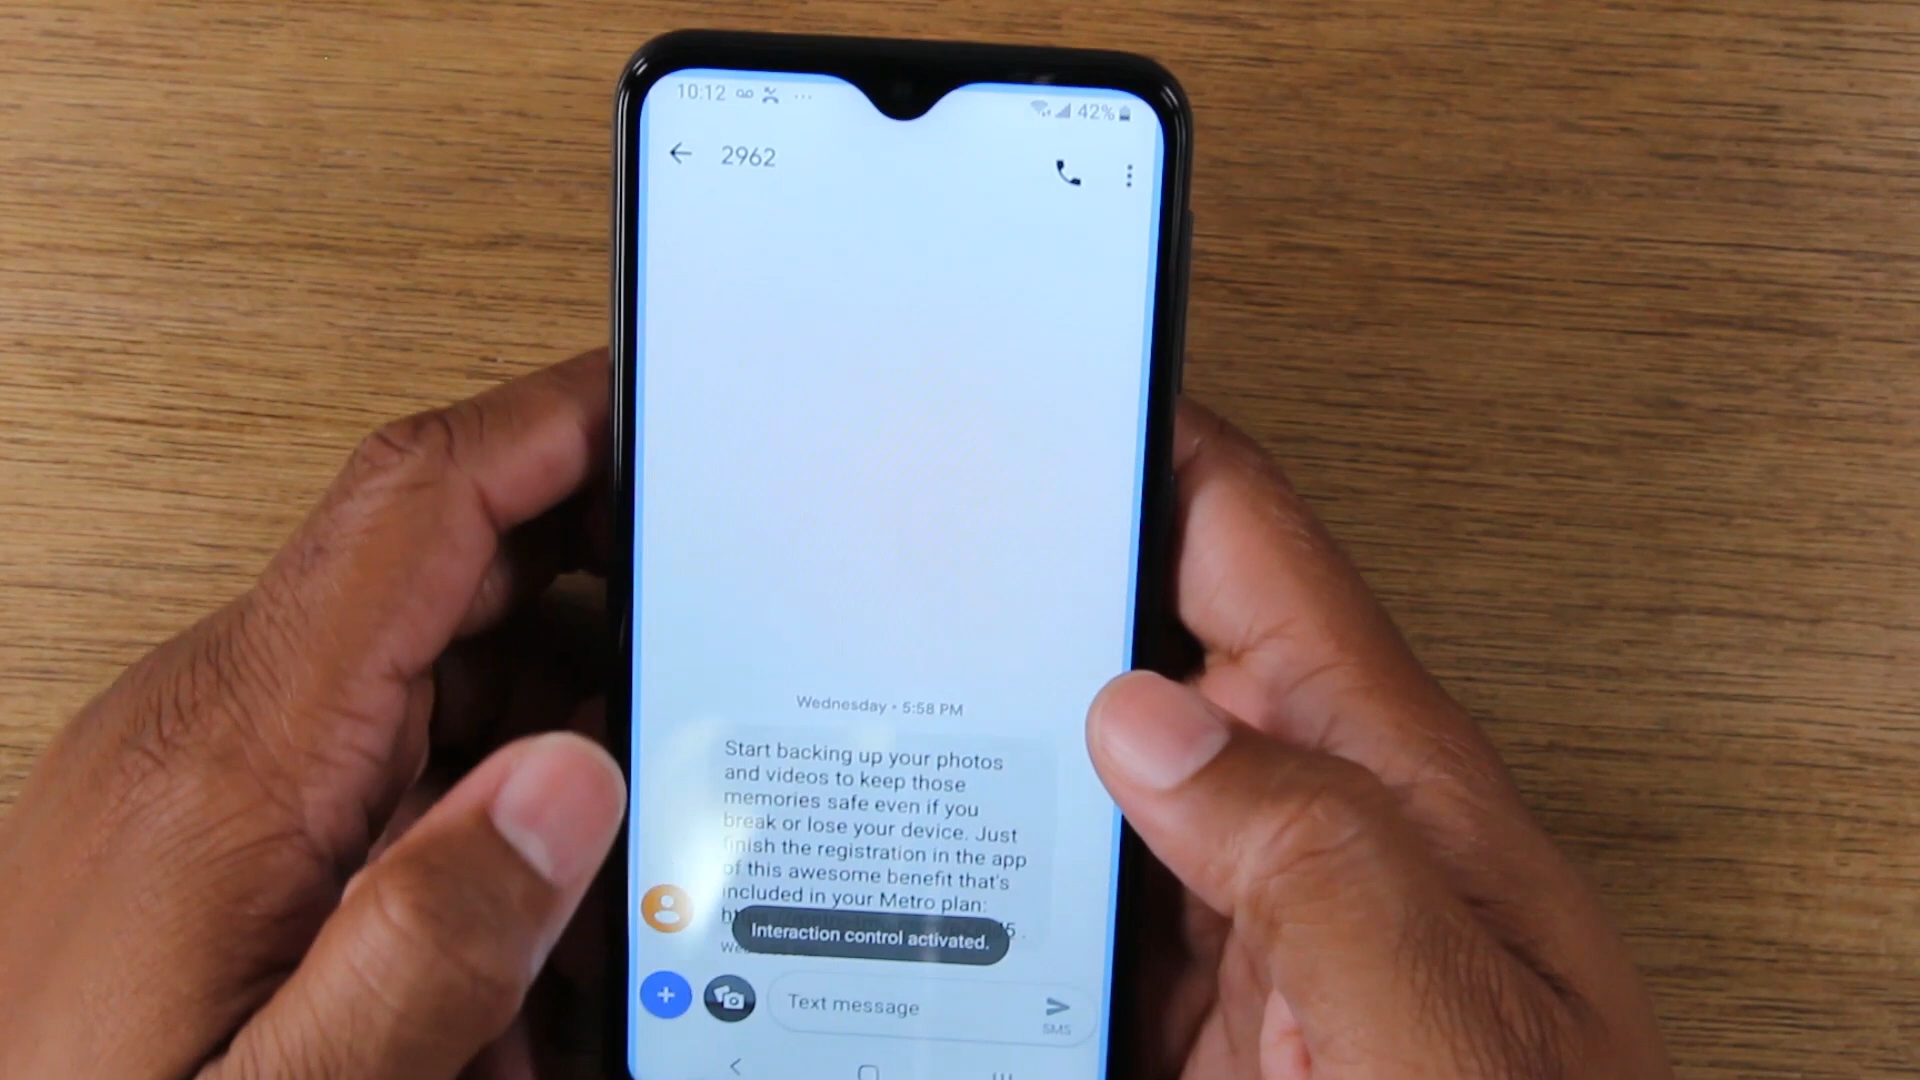 10:12
42%
2962
Wednesday • 5:58 PM
Start backing up your photos
and videos to keep those
memories safe even if you
break or lose your device. Just
finish the registration in the app
of this awesome benefit that's
included in your Metro plan:
Interaction control activated.
Text message
SMS